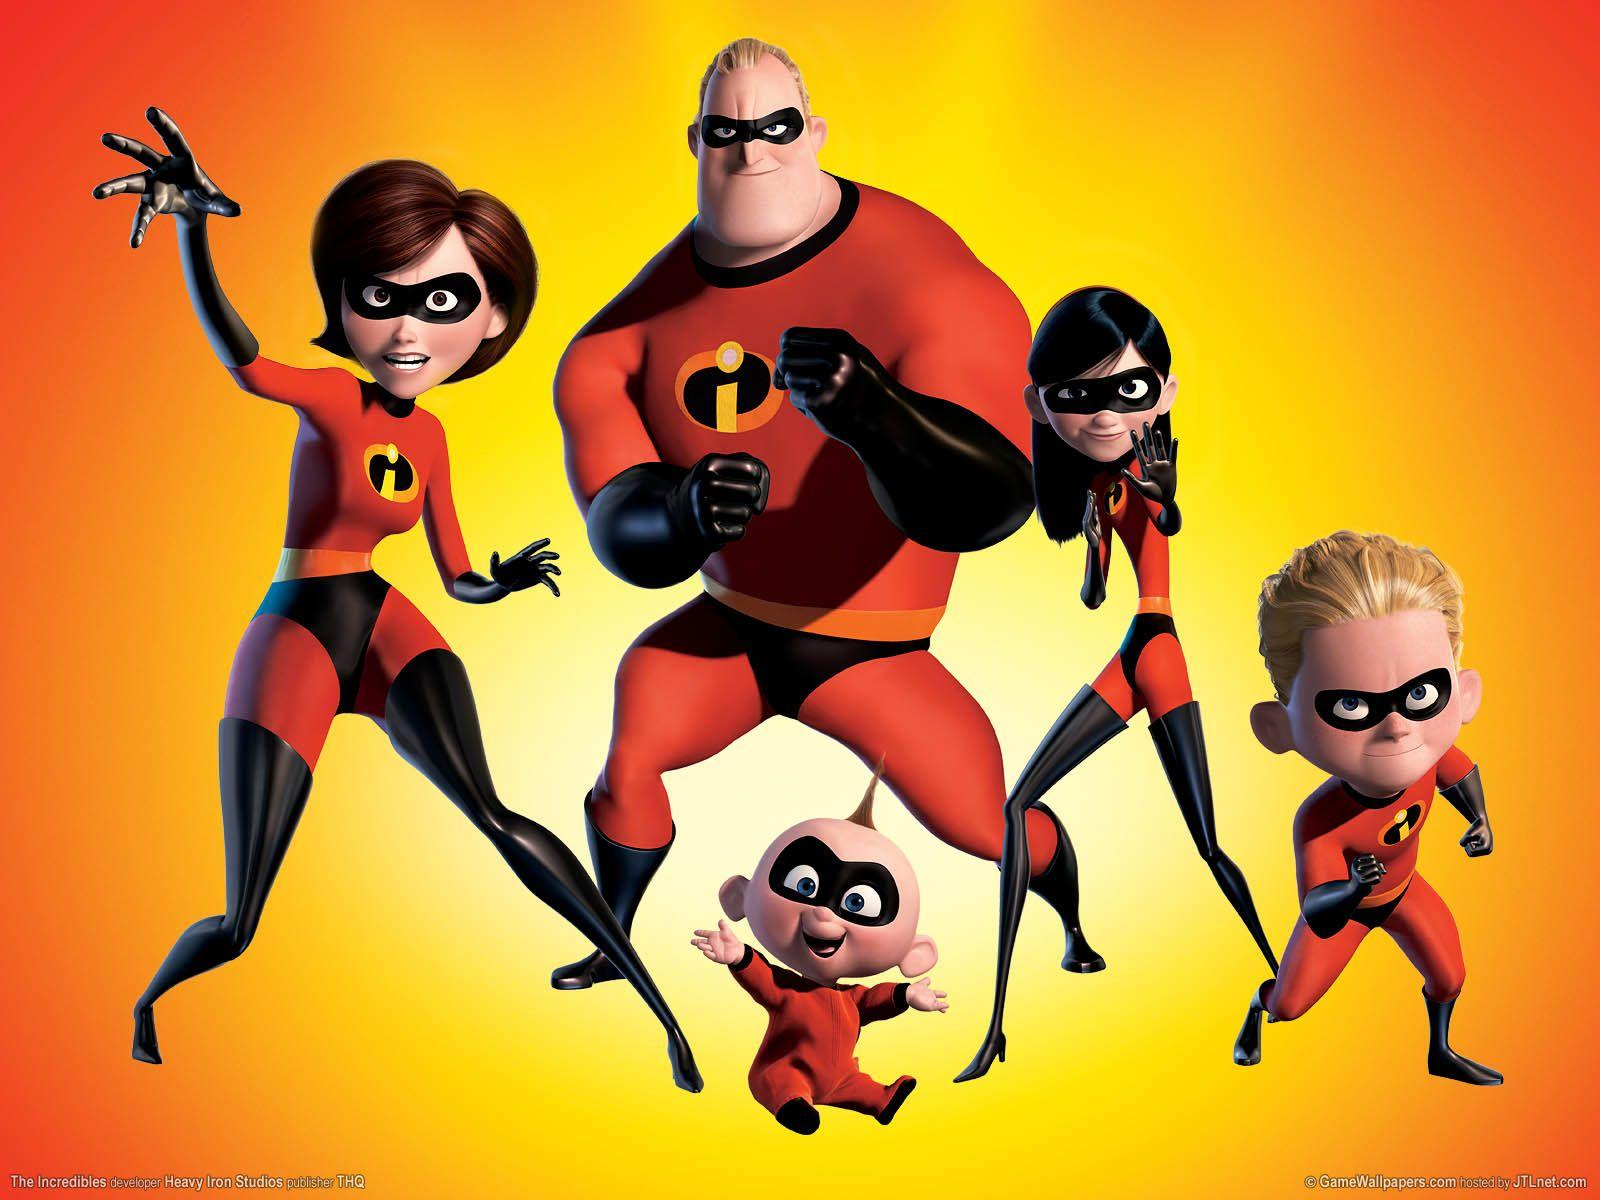 i
i
i
i
The Incredibles developer Heavy Iron Studios publisher THQ
© GameWallpapers.com hosted by JTLnet.com